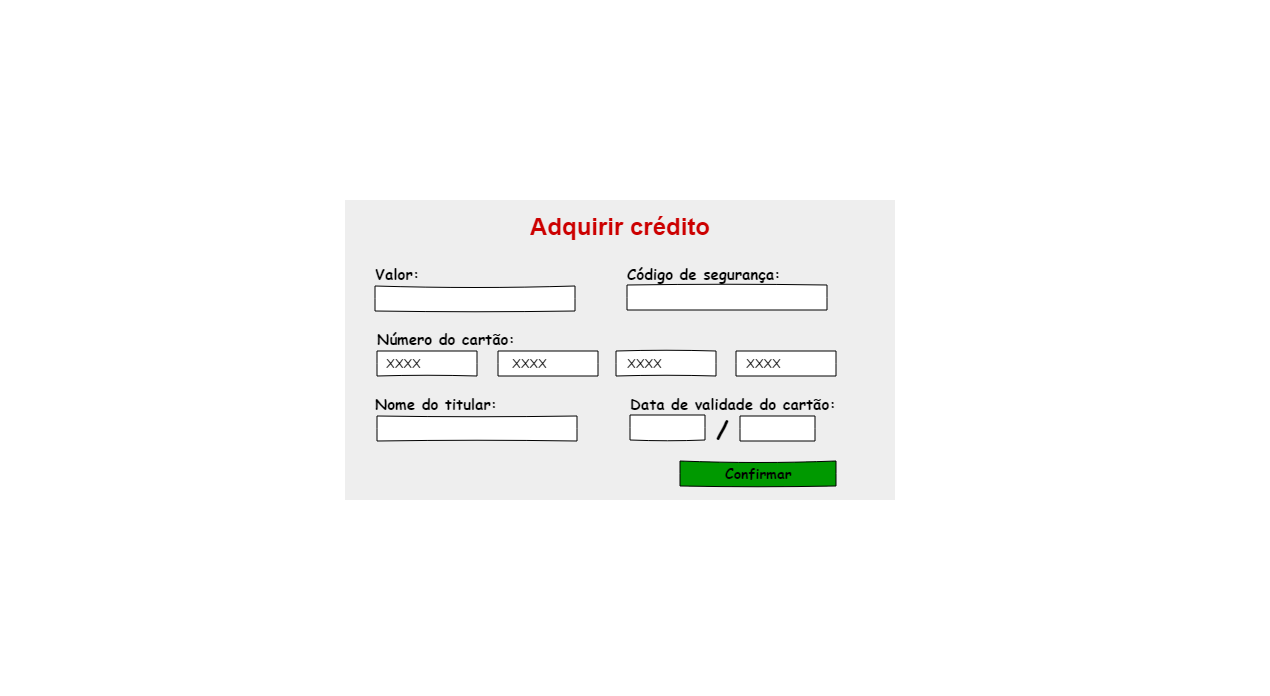 Adquirir crédito
Valor: Código de segurança:
Número do cartão:
XXXX XXXX XXXX XXXX
Nome do titular: Data de validade do cartão:
/
Confirmar